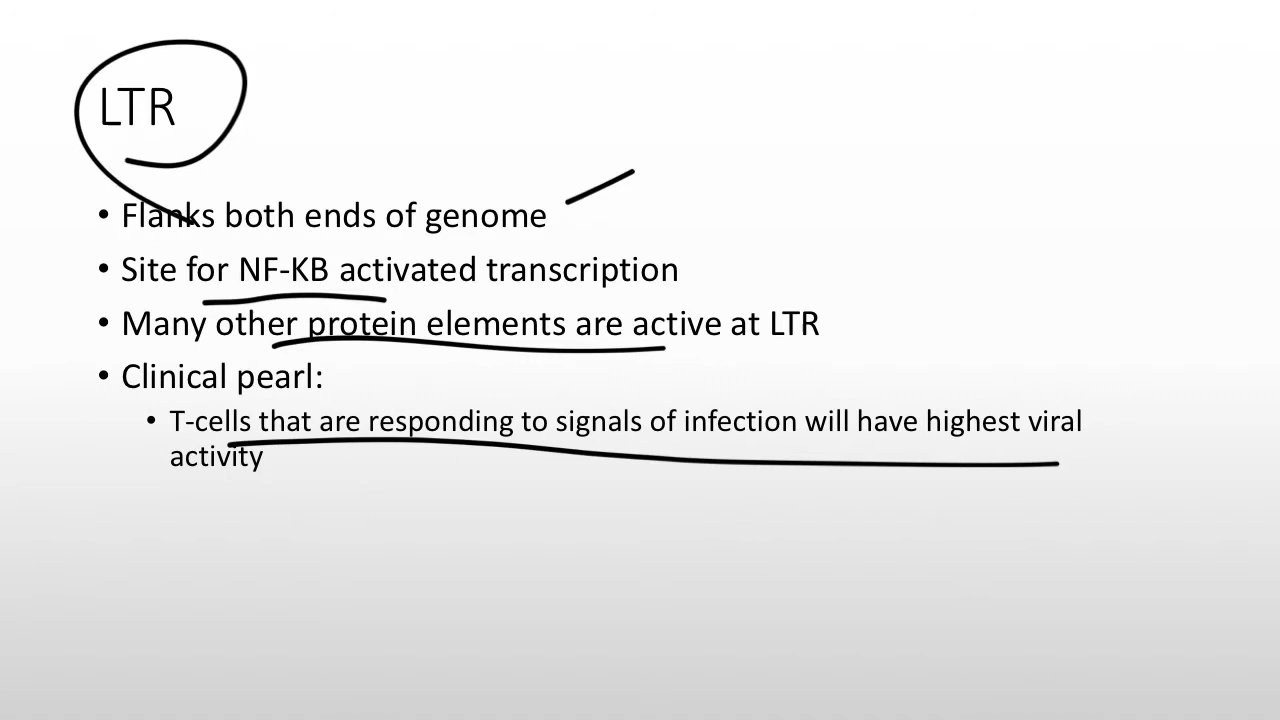 LTR
• Flanks both ends of genome
• Site for NF-KB activated transcription
• Many other protein elements are active at LTR
• Clinical pearl:
• T-cells that are responding to signals of infection will have highest viral
activity